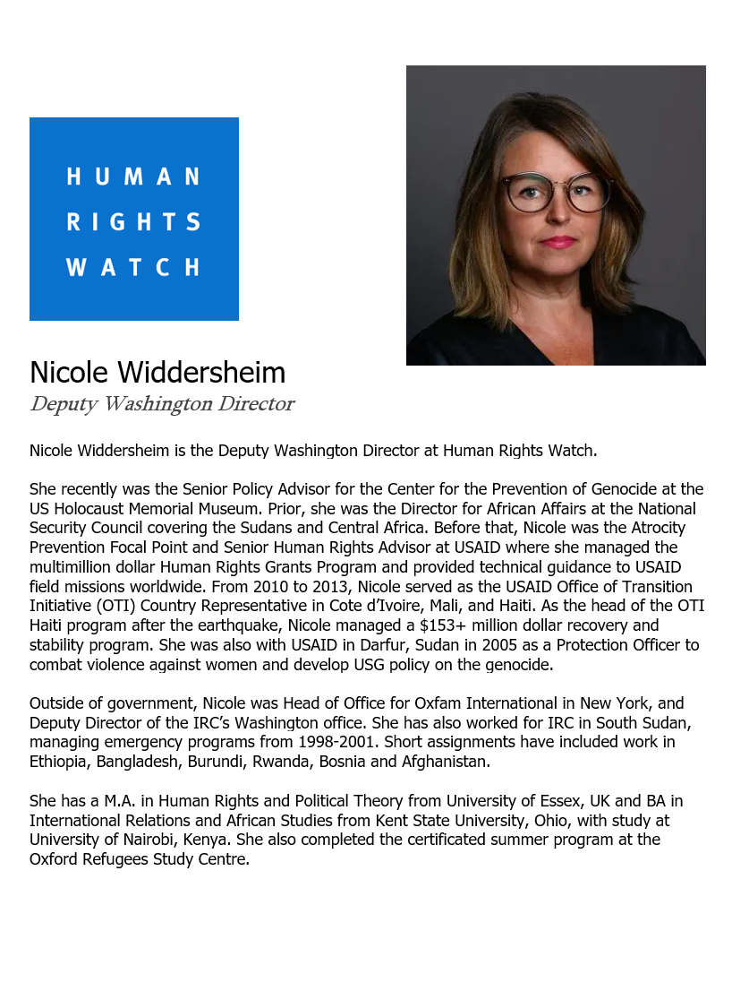 HUMAN
RIGHTS
WATCH
Nicole Widdersheim
Deputy Washington Director
Nicole Widdersheim is the Deputy Washington Director at Human Rights Watch.
She recently was the Senior Policy Advisor for the Center for the Prevention of Genocide at the
US Holocaust Memorial Museum. Prior, she was the Director for African Affairs at the National
Security Council covering the Sudans and Central Africa. Before that, Nicole was the Atrocity
Prevention Focal Point and Senior Human Rights Advisor at USAID where she managed the
multimillion dollar Human Rights Grants Program and provided technical guidance to USAID
field missions worldwide. From 2010 to 2013, Nicole served as the USAID Office of Transition
Initiative (OTI) Country Representative in Cote d’Ivoire, Mali, and Haiti. As the head of the OTI
Haiti program after the earthquake, Nicole managed a $153+ million dollar recovery and
stability program. She was also with USAID in Darfur, Sudan in 2005 as a Protection Officer to
combat violence against women and develop USG policy on the genocide.
Outside of government, Nicole was Head of Office for Oxfam International in New York, and
Deputy Director of the IRC’s Washington office. She has also worked for IRC in South Sudan,
managing emergency programs from 1998-2001. Short assignments have included work in
Ethiopia, Bangladesh, Burundi, Rwanda, Bosnia and Afghanistan.
She has a M.A. in Human Rights and Political Theory from University of Essex, UK and BA in
International Relations and African Studies from Kent State University, Ohio, with study at
University of Nairobi, Kenya. She also completed the certificated summer program at the
Oxford Refugees Study Centre.